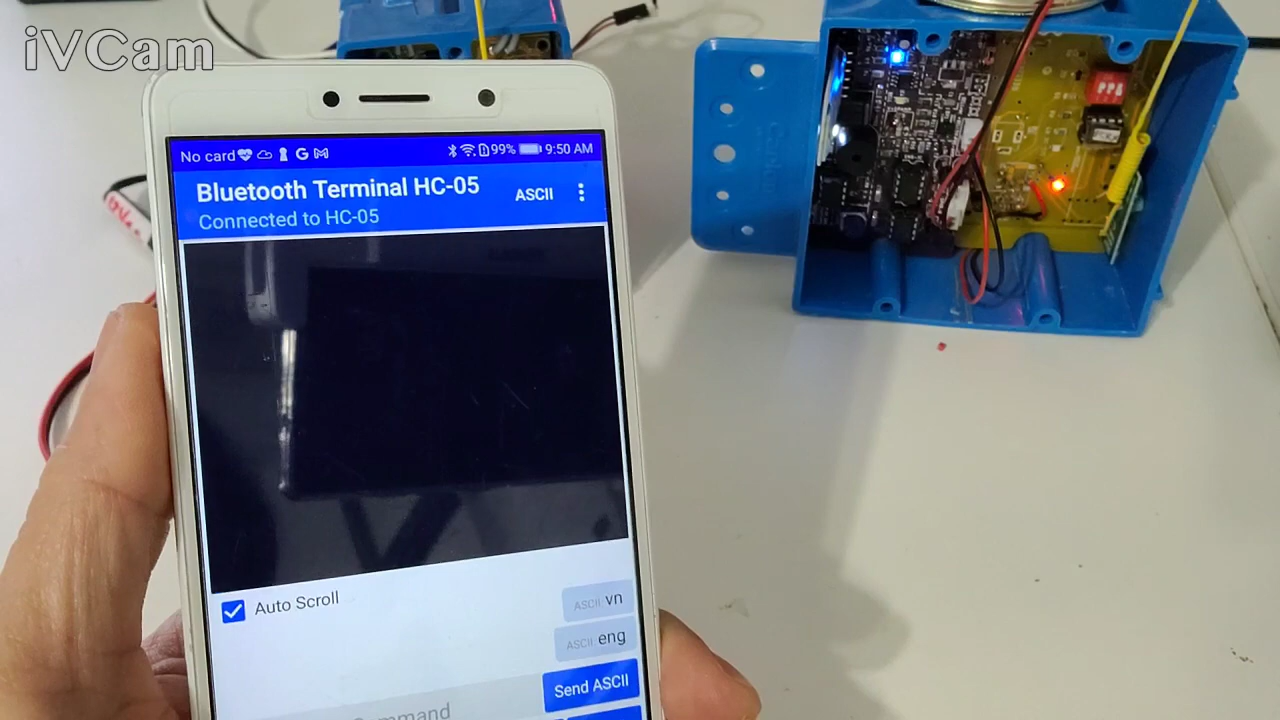 iVCam
No card 99% 9:50 AM
Bluetooth Terminal HC-05 ASCII
Connected to HC-05
Auto Scroll
ASCII vn
ASCII eng
Send ASCII
Command